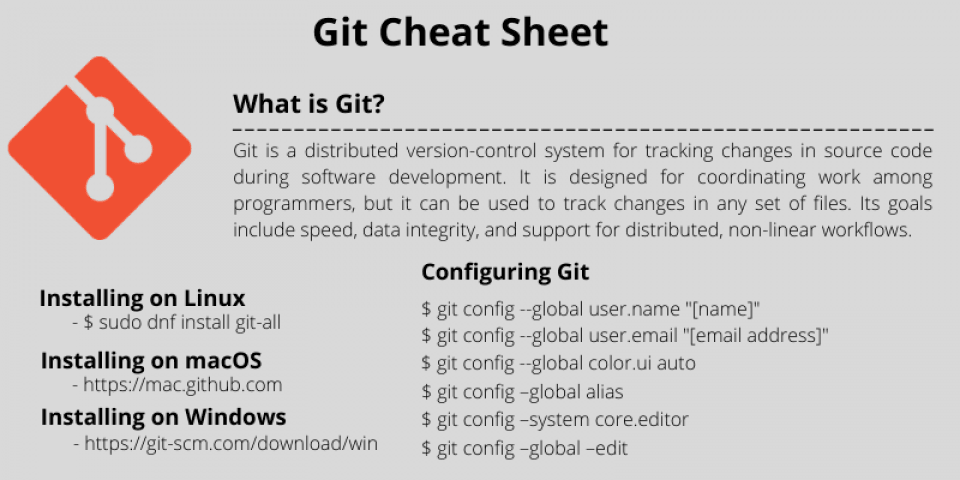 Git Cheat Sheet
What is Git?
Git is a distributed version-control system for tracking changes in source code
during software development. It is designed for coordinating work among
programmers, but it can be used to track changes in any set of files. Its goals
include speed, data integrity, and support for distributed, non-linear workflows.
Installing on Linux
- $ sudo dnf install git-all
Installing on macOS
- https://mac.github.com
Installing on Windows
- https://git-scm.com/download/win
Configuring Git
$ git config --global user.name "[name]"
$ git config --global user.email "[email address]"
$ git config --global color.ui auto
$ git config –global alias
$ git config –system core.editor
$ git config –global –edit